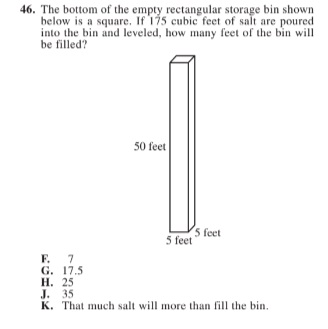 46. The bottom of the empty rectangular storage bin shown
below is a square. If 175 cubic feet of salt are poured
into the bin and leveled, how many feet of the bin will
be filled?
50 feet
5 feet
5 feet
F. 7
G. 17.5
H. 25
J. 35
K. That much salt will more than fill the bin.